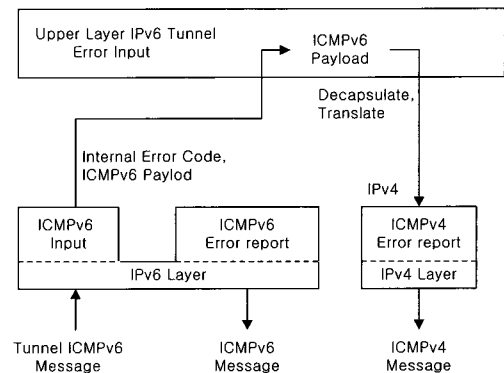 Upper Layer IPv6 Tunnel
Error Input
ICMPv6
Payload
Decapsulate,
Translate
Internal Error Code,
ICMPv6 Paylod
IPv4
ICMPv6
Input
ICMPv6
Error report
IPv6 Layer
ICMPv4
Error report
IPv4 Layer
Tunnel ICMPv6
Message
ICMPv6
Message
ICMPv4
Message